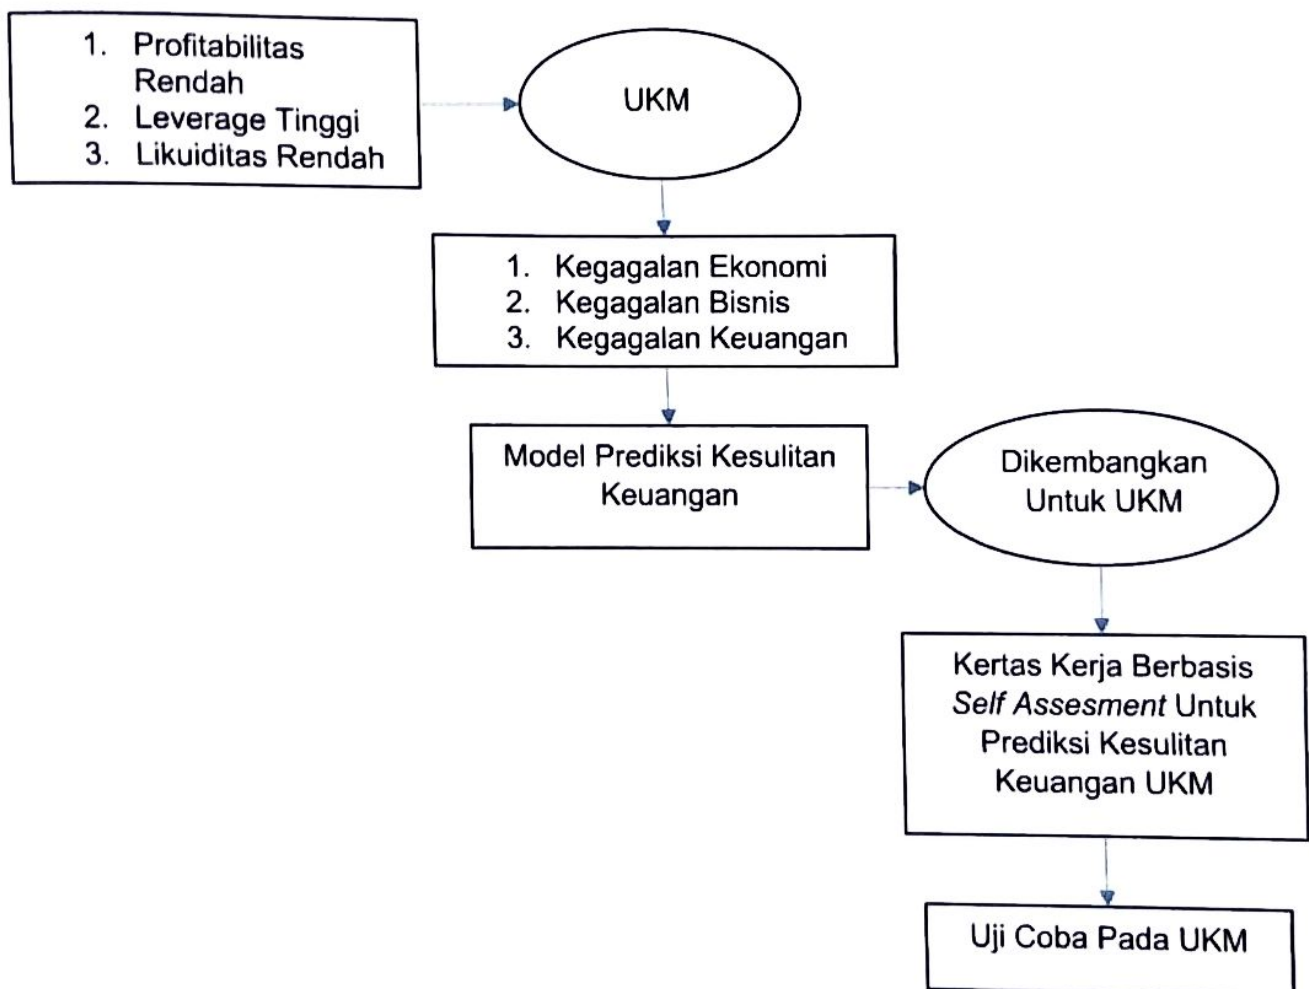 1. Profitabilitas
Rendah
2. Leverage Tinggi
3. Likuiditas Rendah
UKM
1. Kegagalan Ekonomi
2. Kegagalan Bisnis
3. Kegagalan Keuangan
Model Prediksi Kesulitan
Keuangan
Dikembangkan
Untuk UKM
Kertas Kerja Berbasis
Self Assesment Untuk
Prediksi Kesulitan
Keuangan UKM
Uji Coba Pada UKM